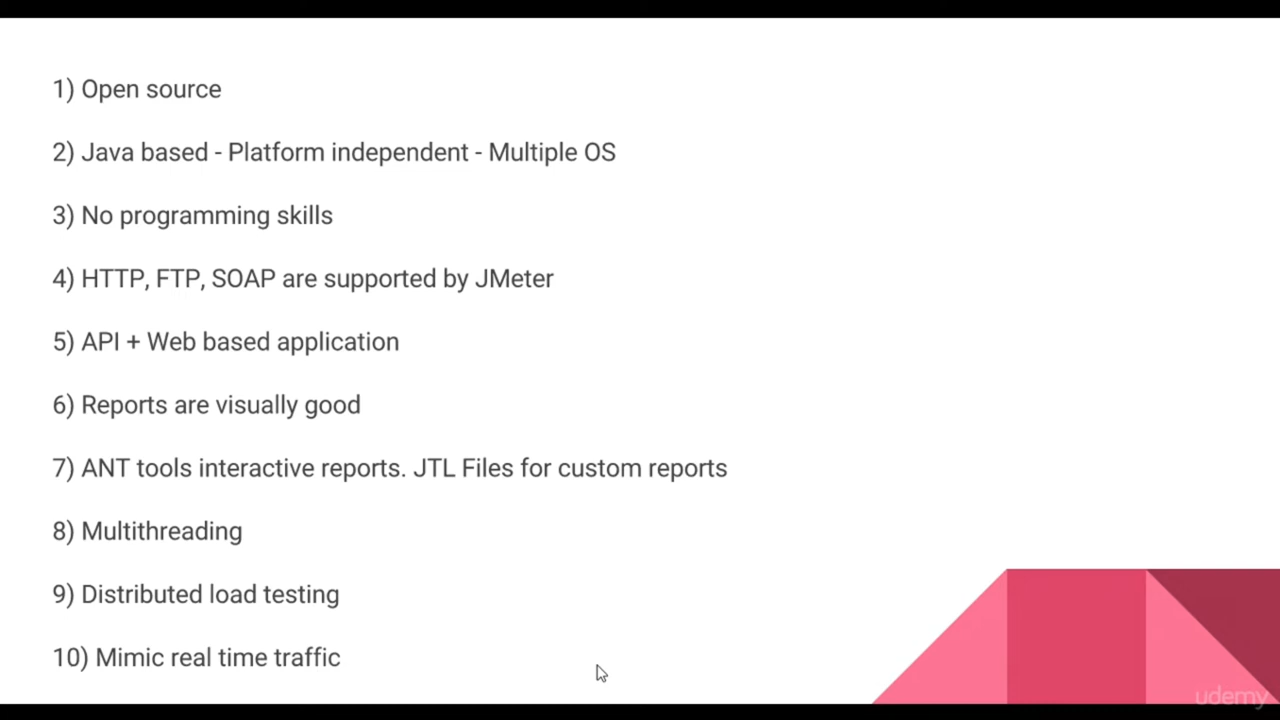 1) Open source
2) Java based - Platform independent - Multiple OS
3) No programming skills
4) HTTP, FTP, SOAP are supported by JMeter
5) API + Web based application
6) Reports are visually good
7) ANT tools interactive reports. JTL Files for custom reports
8) Multithreading
9) Distributed load testing
10) Mimic real time traffic
udemy